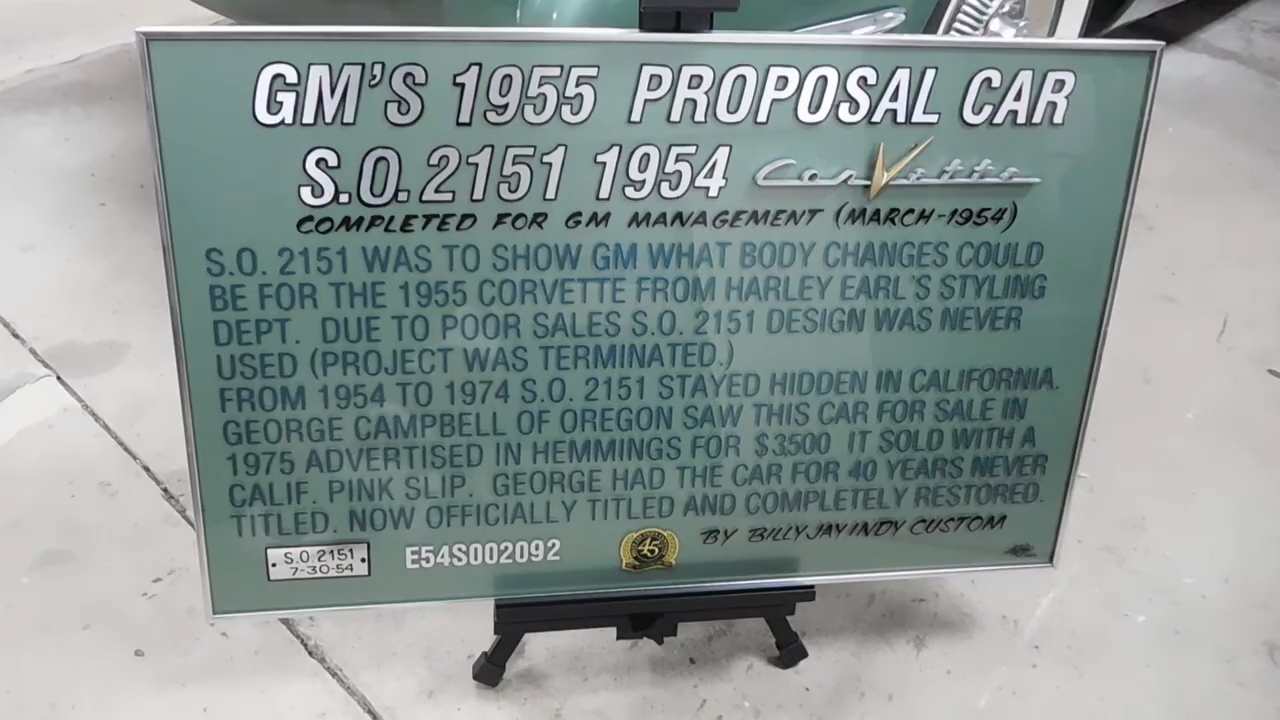 GM'S 1955 PROPOSAL CAR
S.O. 2151 1954 Corvette
COMPLETED FOR GM MANAGEMENT (MARCH-1954)
S.O. 2151 WAS TO SHOW GM WHAT BODY CHANGES COULD
BE FOR THE 1955 CORVETTE FROM HARLEY EARL'S STYLING
DEPT. DUE TO POOR SALES S.O. 2151 DESIGN WAS NEVER
USED (PROJECT WAS TERMINATED.)
FROM 1954 TO 1974 S.O. 2151 STAYED HIDDEN IN CALIFORNIA.
GEORGE CAMPBELL OF OREGON SAW THIS CAR FOR SALE IN
1975 ADVERTISED IN HEMMINGS FOR $3,500 IT SOLD WITH A
CALIF. PINK SLIP. GEORGE HAD THE CAR FOR 40 YEARS NEVER
TITLED. NOW OFFICIALLY TITLED AND COMPLETELY RESTORED.
BY BILLY JAY INDY CUSTOM
S.O. 2151
7-30-54
E54S002092
45